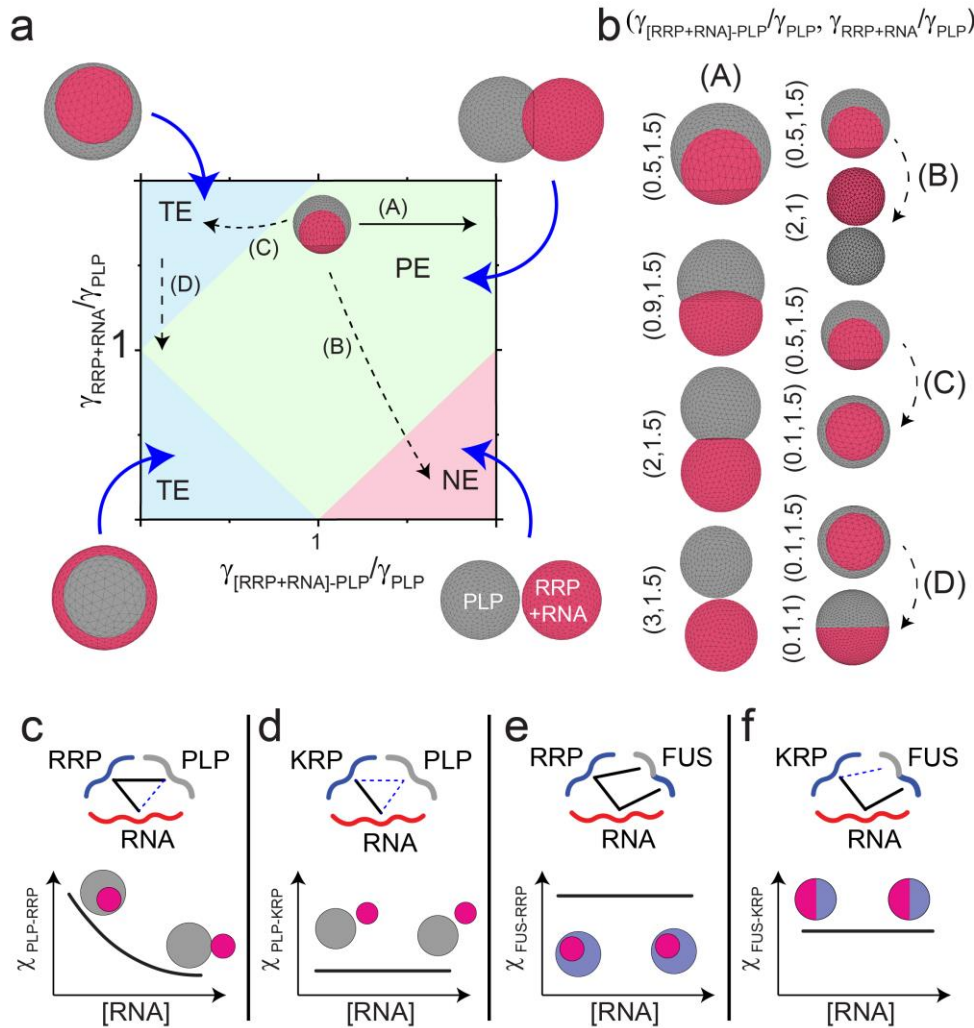 a
TE
(A)
(C)
PE
(D)
γRRP+RNA/γPLP
1
(B)
TE
NE
1
γ[RRP+RNA]-PLP/γPLP
PLP
RRP
+RNA
b (γ[RRP+RNA]-PLP/γPLP, γRRP+RNA/γPLP)
(A)
(0.5,1.5)
(0.9,1.5)
(2,1.5)
(3,1.5)
(0.5,1.5)
(B)
(2,1)
(0.5,1.5)
(C)
(0.1,1.5)
(0.1,1.5)
(D)
(0.1,1)
c
RRP PLP
RNA
χPLP-RRP
[RNA]
d
KRP PLP
RNA
χPLP-KRP
[RNA]
e
RRP FUS
RNA
χFUS-RRP
[RNA]
f
KRP FUS
RNA
χFUS-KRP
[RNA]